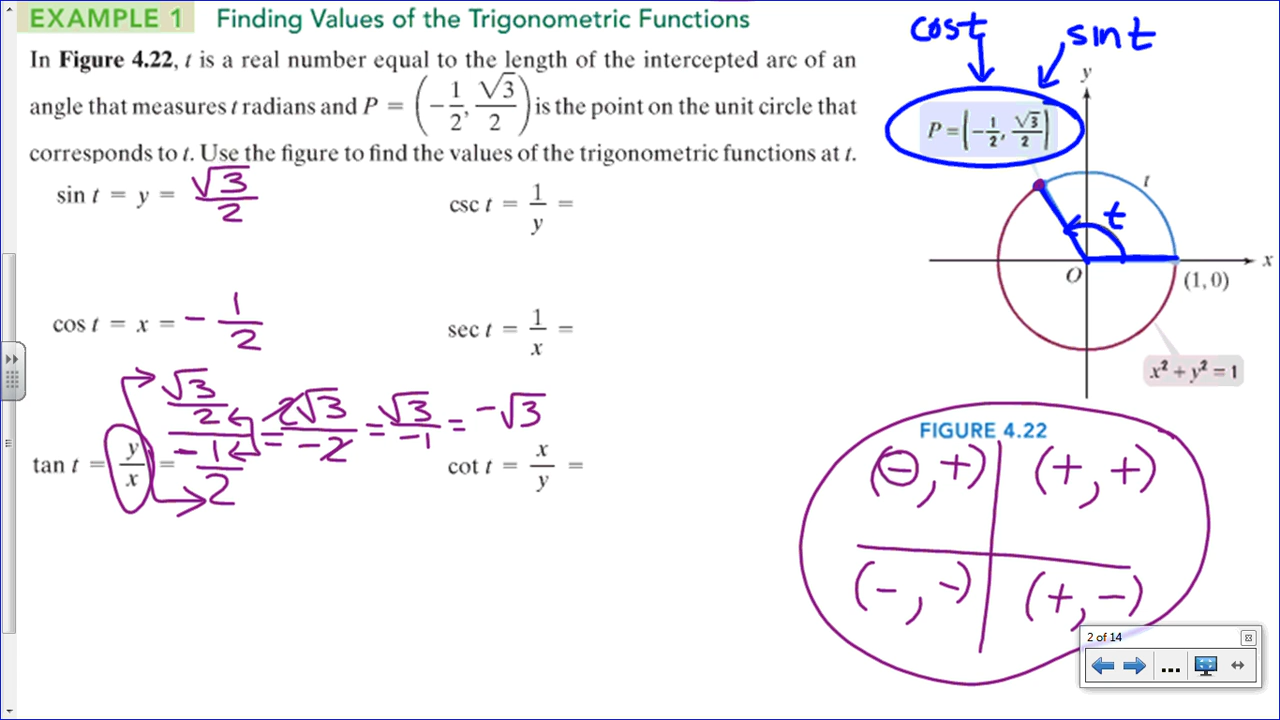 EXAMPLE 1 Finding Values of the Trigonometric Functions
In Figure 4.22, t is a real number equal to the length of the intercepted arc of an
angle that measures t radians and P = (-1/2, √3/2) is the point on the unit circle that
corresponds to t. Use the figure to find the values of the trigonometric functions at t.
sin t = y = √3/2
csc t = 1/y =
cos t = x = - 1/2
sec t = 1/x =
tan t = y/x = (√3/2)/(-1/2) = 2√3/-2 = √3/-1 = -√3
cot t = x/y =
cost
sint
y
P = (-1/2, √3/2)
t
t
x
O
(1, 0)
x² + y² = 1
FIGURE 4.22
(-, +) (+, +)
(-, -) (+, -)
2 of 14
...